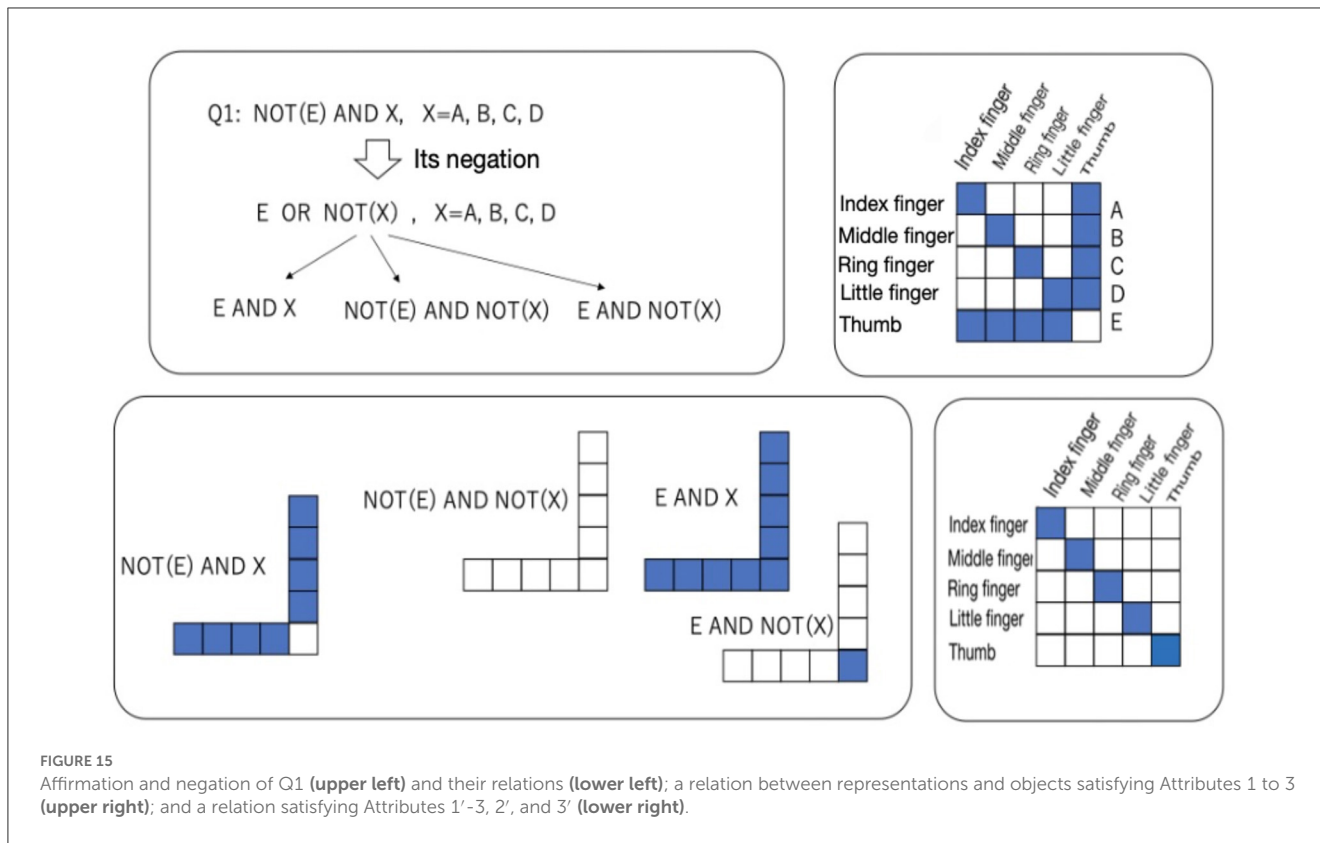 Q1: NOT(E) AND X, X=A, B, C, D
Its negation
E OR NOT(X) , X=A, B, C, D
E AND X
NOT(E) AND NOT(X)
E AND NOT(X)
Index finger
Middle finger
Ring finger
Little finger
Thumb
Index finger
Middle finger
Ring finger
Little finger
Thumb
A
B
C
D
E
NOT(E) AND X
NOT(E) AND NOT(X)
E AND X
E AND NOT(X)
Index finger
Middle finger
Ring finger
Little finger
Thumb
Index finger
Middle finger
Ring finger
Little finger
Thumb
FIGURE 15
Affirmation and negation of Q1 (upper left) and their relations (lower left); a relation between representations and objects satisfying Attributes 1 to 3
(upper right); and a relation satisfying Attributes 1′-3, 2′, and 3′ (lower right).